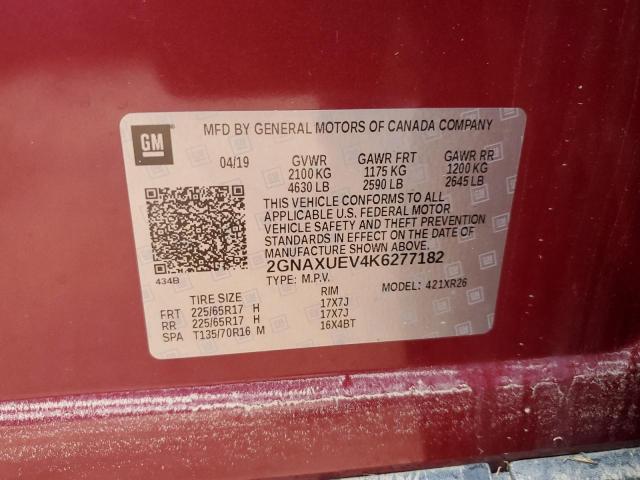 GM
MFD BY GENERAL MOTORS OF CANADA COMPANY
04/19 GVWR GAWR FRT GAWR RR
2100 KG 1175 KG 1200 KG
4630 LB 2590 LB 2645 LB
THIS VEHICLE CONFORMS TO ALL
APPLICABLE U.S. FEDERAL MOTOR
VEHICLE SAFETY AND THEFT PREVENTION
STANDARDS IN EFFECT ON THE DATE OF
MANUFACTURE SHOWN ABOVE.
2GNAXUEV4K6277182
434B
TYPE: M.P.V. MODEL: 421XR26
TIRE SIZE RIM
FRT 225/65R17 H 17X7J
RR 225/65R17 H 17X7J
SPA T135/70R16 M 16X4BT